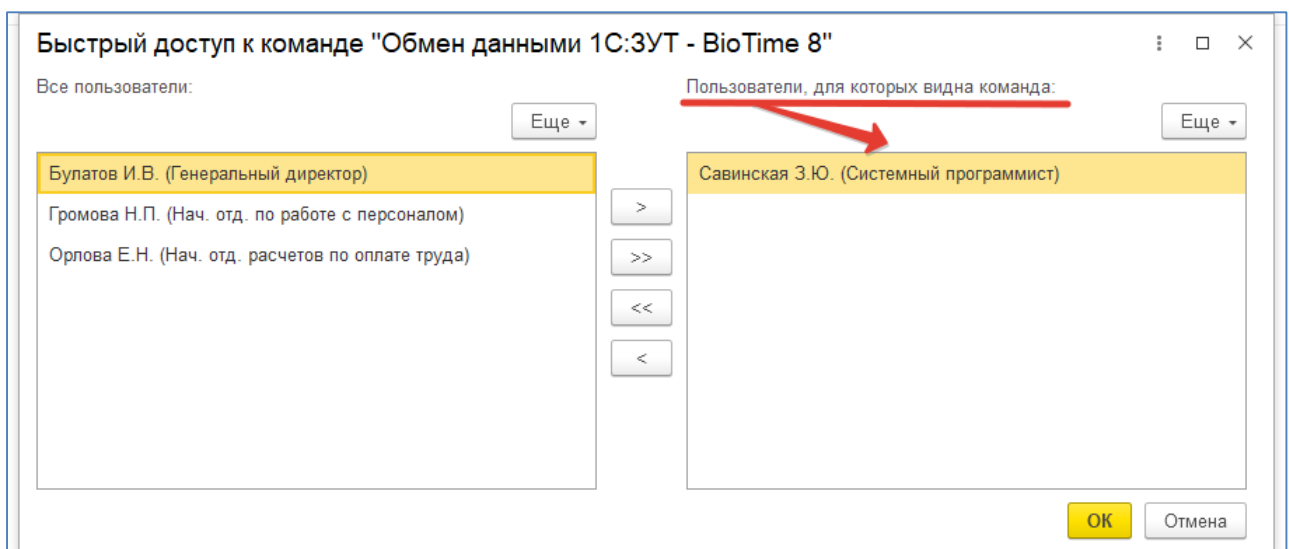 Быстрый доступ к команде "Обмен данными 1С:ЗУТ - BioTime 8"
Все пользователи:
Пользователи, для которых видна команда:
Еще
Еще
Булатов И.В. (Генеральный директор)
Громова Н.П. (Нач. отд. по работе с персоналом)
Орлова Е.Н. (Нач. отд. расчетов по оплате труда)
>
>>
<<
<
Савинская З.Ю. (Системный программист)
ОК
Отмена